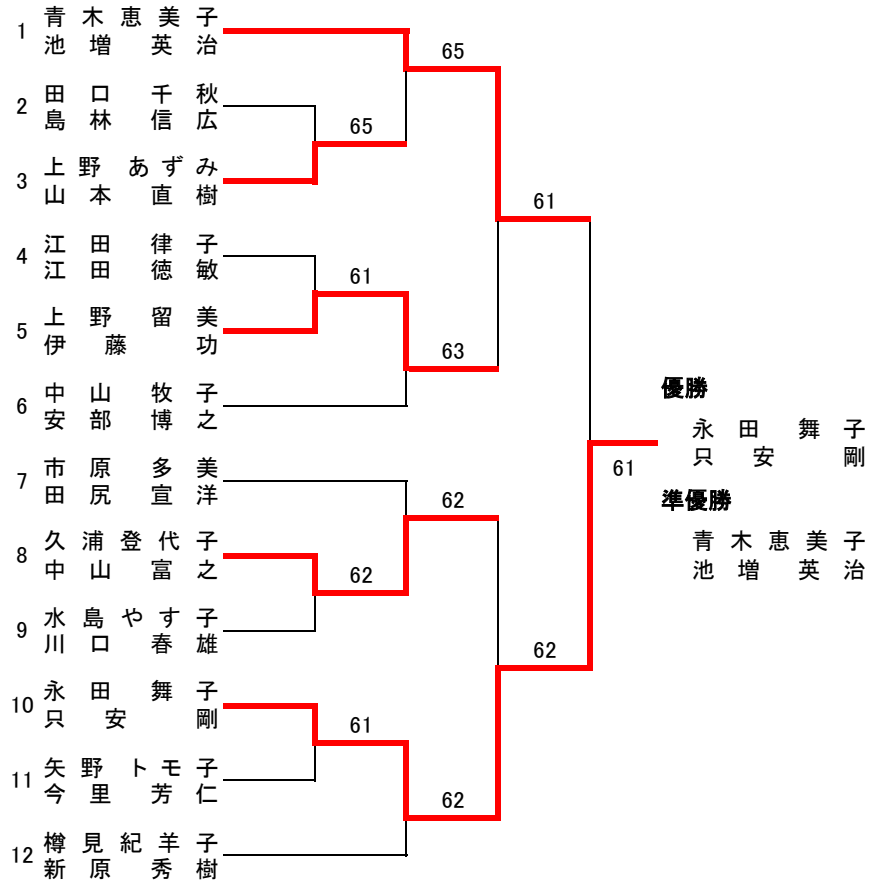 1 青木恵美子
池増英治
2 田口千秋
島林信広
3 上野あずみ
山本直樹
4 江田律子
江田徳敏
5 上野留美
伊藤功
6 中山牧子
安部博之
7 市原多美
田尻宣洋
8 久浦登代子
中山富之
9 水島やす子
川口春雄
10 永田舞子
只安剛
11 矢野トモ子
今里芳仁
12 樽見紀羊子
新原秀樹
65
61
62
61
65
63
62
62
61
62
61
優勝
永田舞子
只安剛
準優勝
青木恵美子
池増英治